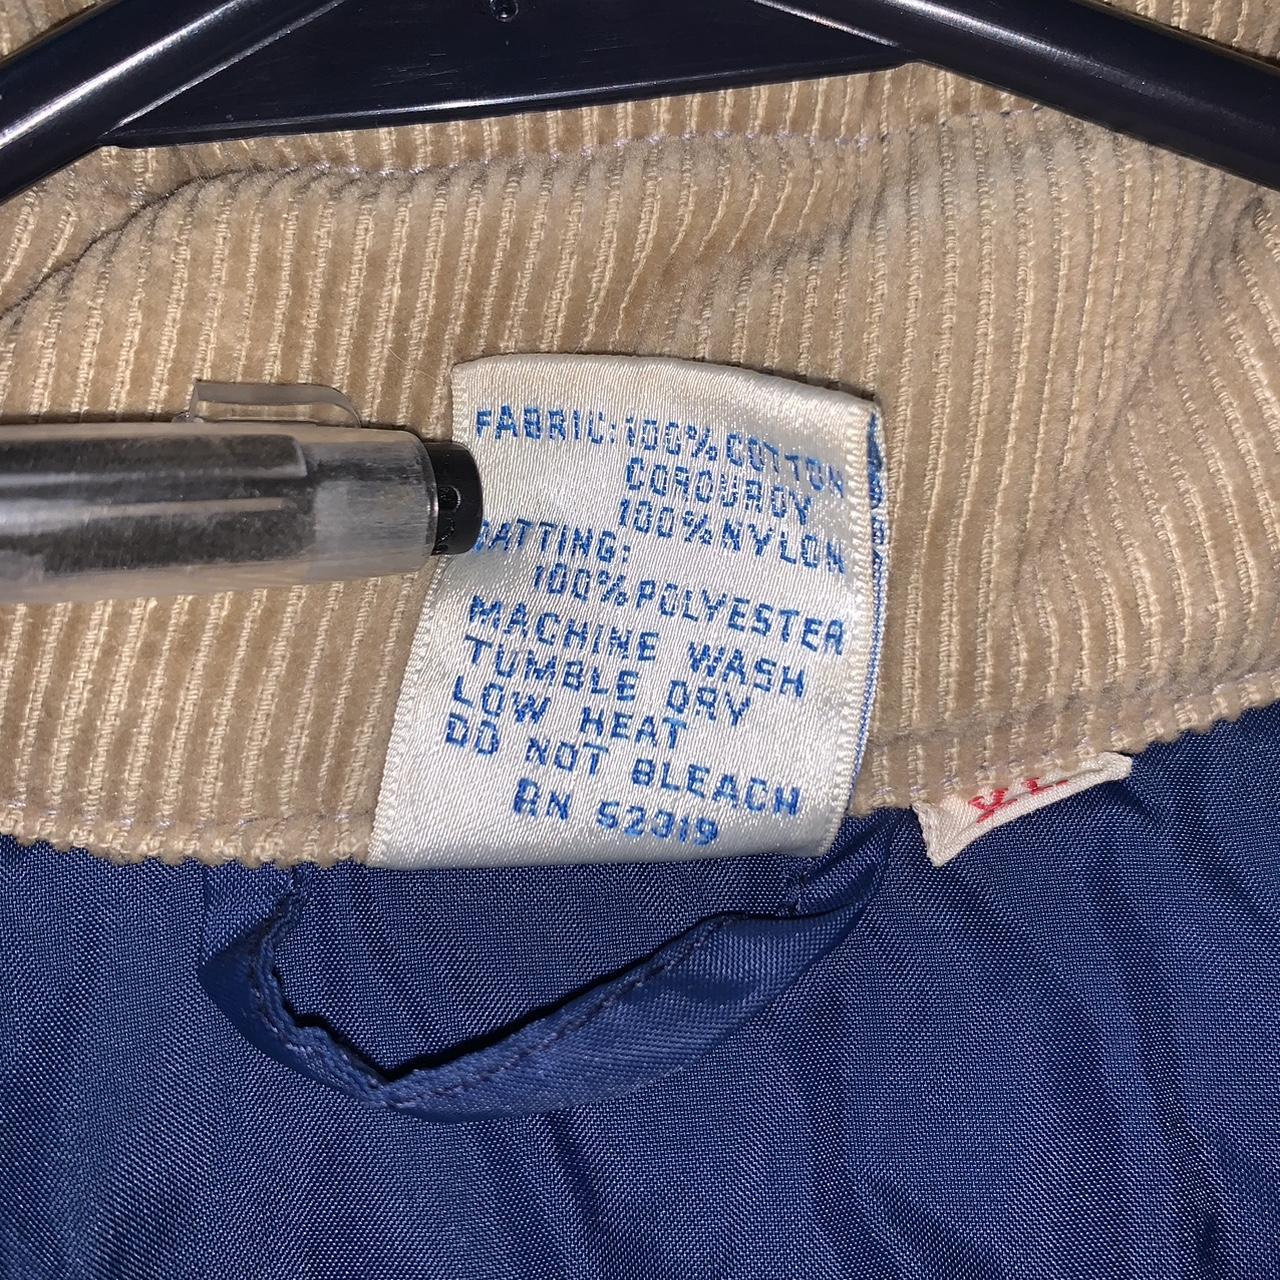 FABRIC: 100% COTTON
CORDUROY
100% NYLON
BATTING:
100% POLYESTER
MACHINE WASH
TUMBLE DRY
LOW HEAT
DO NOT BLEACH
RN 52319
XL